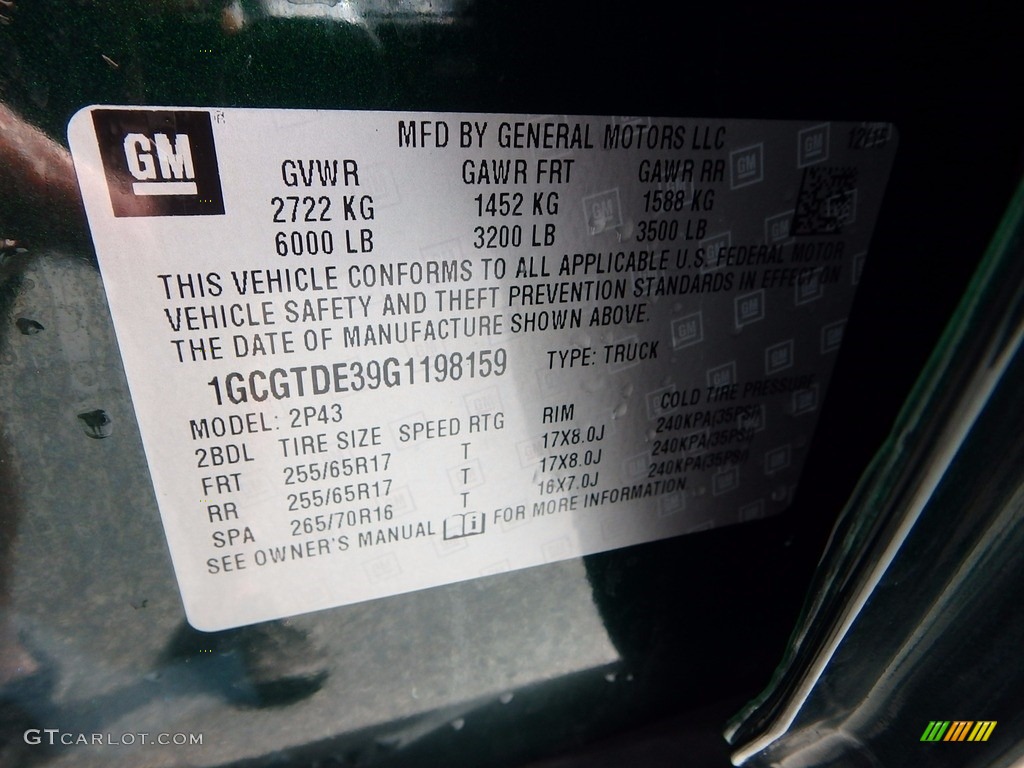 GM
MFD BY GENERAL MOTORS LLC 12/15
GVWR GAWR FRT GAWR RR
2722 KG 1452 KG 1588 KG
6000 LB 3200 LB 3500 LB
THIS VEHICLE CONFORMS TO ALL APPLICABLE U.S. FEDERAL MOTOR
VEHICLE SAFETY AND THEFT PREVENTION STANDARDS IN EFFECT ON
THE DATE OF MANUFACTURE SHOWN ABOVE.
1GCGTDE39G1198159 TYPE: TRUCK
MODEL: 2P43
2BDL TIRE SIZE SPEED RTG RIM COLD TIRE PRESSURE
FRT 255/65R17 T 17X8.0J 240KPA/35PSI
RR 255/65R17 T 17X8.0J 240KPA/35PSI
SPA 265/70R16 T 16X7.0J 240KPA/35PSI
SEE OWNER'S MANUAL FOR MORE INFORMATION
GTCARLOT.COM